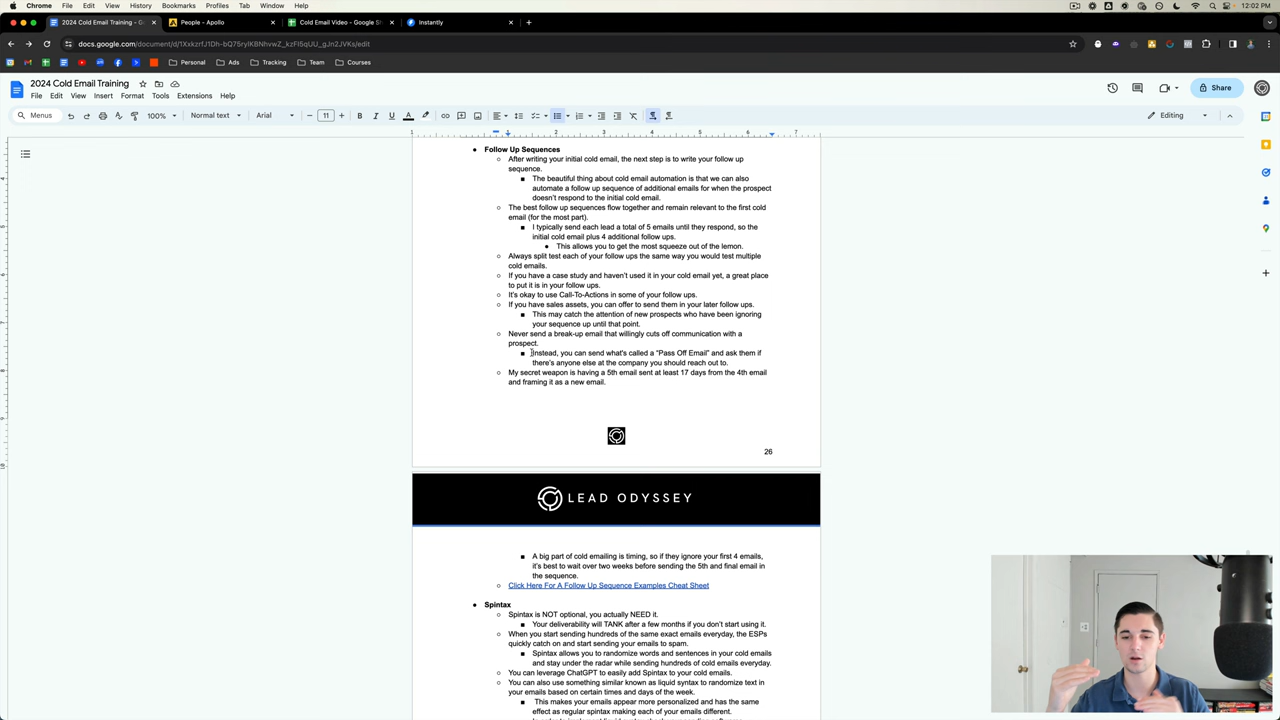 Chrome File Edit View History Bookmarks Profiles Tab Window Help
12:02 PM
2024 Cold Email Training - G
People - Apollo
Cold Email Video - Google Sh
Instantly
docs.google.com/document/d/1XxkzrfJ1Dh-bQ75rylKBNhvwZ_kzFl5qUU_gJn2JVKs/edit
Personal Ads Tracking Team Courses
2024 Cold Email Training
File Edit View Insert Format Tools Extensions Help
Share
Menus 100% Normal text Arial 11 Editing
Follow Up Sequences
After writing your initial cold email, the next step is to write your follow up
sequence.
The beautiful thing about cold email automation is that we can also
automate a follow up sequence of additional emails for when the prospect
doesn't respond to the initial cold email.
The best follow up sequences flow together and remain relevant to the first cold
email (for the most part).
I typically send each lead a total of 5 emails until they respond, so the
initial cold email plus 4 additional follow ups.
This allows you to get the most squeeze out of the lemon.
Always split test each of your follow ups the same way you would test multiple
cold emails.
If you have a case study and haven't used it in your cold email yet, a great place
to put it is in your follow ups.
It's okay to use Call-To-Actions in some of your follow ups.
If you have sales assets, you can offer to send them in your later follow ups.
This may catch the attention of new prospects who have been ignoring
your sequence up until that point.
Never send a break-up email that willingly cuts off communication with a
prospect.
Instead, you can send what's called a "Pass Off Email" and ask them if
there's anyone else at the company you should reach out to.
My secret weapon is having a 5th email sent at least 17 days from the 4th email
and framing it as a new email.
26
LEAD ODYSSEY
A big part of cold emailing is timing, so if they ignore your first 4 emails,
it's best to wait over two weeks before sending the 5th and final email in
the sequence.
Click Here For A Follow Up Sequence Examples Cheat Sheet
Spintax
Spintax is NOT optional, you actually NEED it.
Your deliverability will TANK after a few months if you don't start using it.
When you start sending hundreds of the same exact emails everyday, the ESPs
quickly catch on and start sending your emails to spam.
Spintax allows you to randomize words and sentences in your cold emails
and stay under the radar while sending hundreds of cold emails everyday.
You can leverage ChatGPT to easily add Spintax to your cold emails.
You can also use something similar known as liquid syntax to randomize text in
your emails based on certain times and days of the week.
This makes your emails appear more personalized and has the same
effect as regular spintax making each of your emails different.